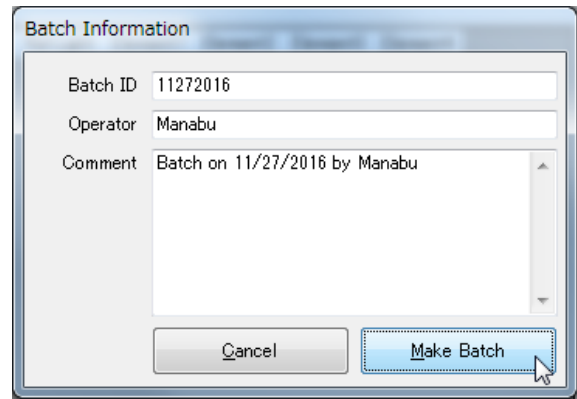 Batch Information
Batch ID 11272016
Operator Manabu
Comment Batch on 11/27/2016 by Manabu
Cancel Make Batch